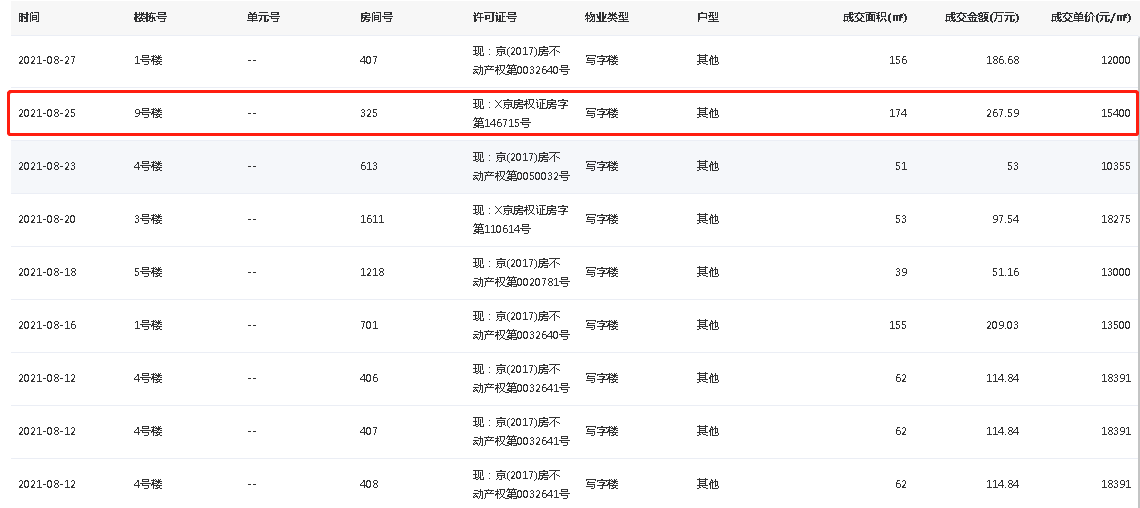 时间 楼栋号 单元号 房间号 许可证号 物业类型 户型 成交面积(㎡) 成交金额(万元) 成交单价(元/㎡)
现：京(2017)房不
2021-08-27 1号楼 -- 407 写字楼 其他 156 186.68 12000
动产权第0032640号
现：X京房权证房字
2021-08-25 9号楼 -- 325 写字楼 其他 174 267.59 15400
第146715号
现：京(2017)房不
2021-08-23 4号楼 -- 613 写字楼 其他 51 53 10355
动产权第0050032号
现：X京房权证房字
2021-08-20 3号楼 -- 1611 写字楼 其他 53 97.54 18275
第110614号
现：京(2017)房不
2021-08-18 5号楼 -- 1218 写字楼 其他 39 51.16 13000
动产权第0020781号
现：京(2017)房不
2021-08-16 1号楼 -- 701 写字楼 其他 155 209.03 13500
动产权第0032640号
现：京(2017)房不
2021-08-12 4号楼 -- 406 写字楼 其他 62 114.84 18391
动产权第0032641号
现：京(2017)房不
2021-08-12 4号楼 -- 407 写字楼 其他 62 114.84 18391
动产权第0032641号
现：京(2017)房不
2021-08-12 4号楼 -- 408 写字楼 其他 62 114.84 18391
动产权第0032641号